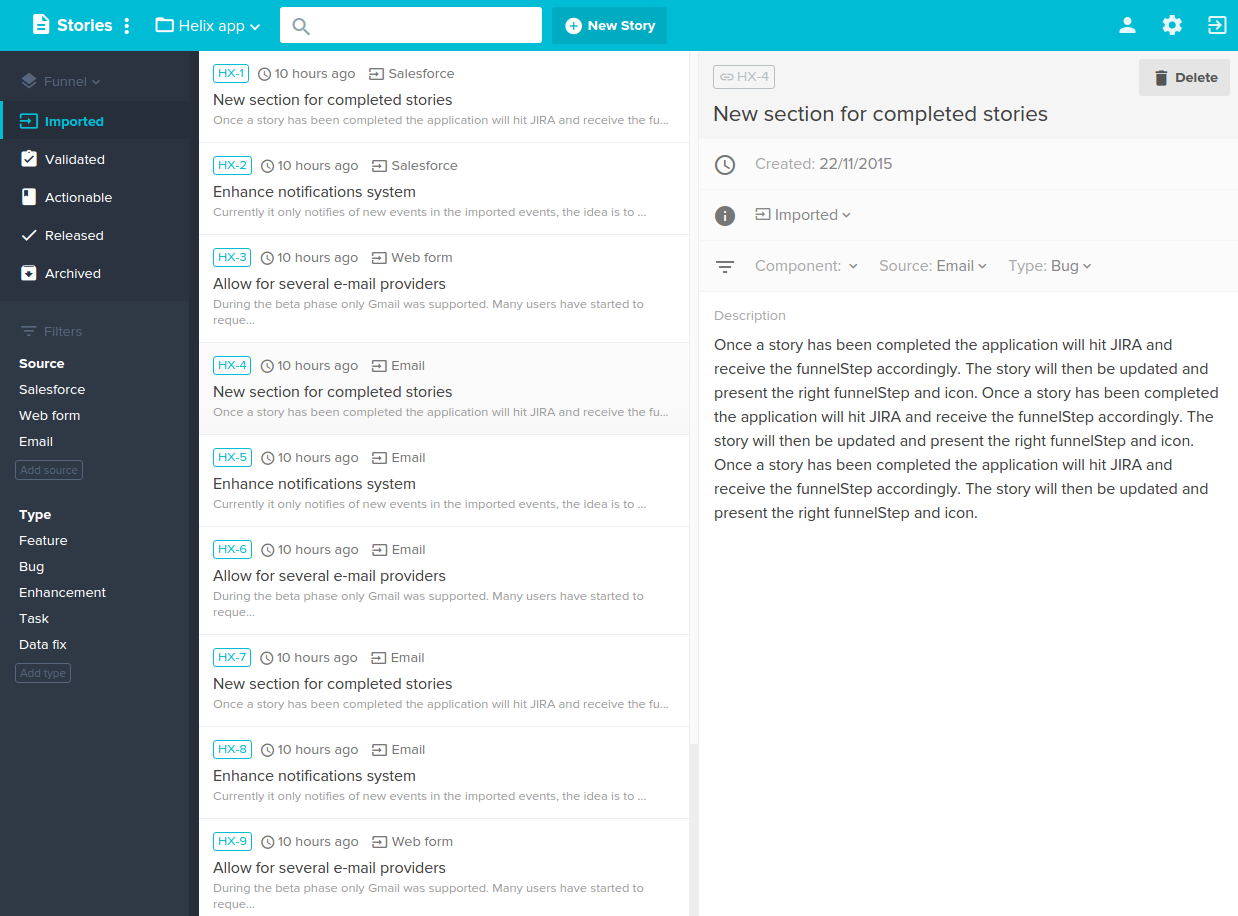 Stories
Helix app
New Story
Funnel
Imported
Validated
Actionable
Released
Archived
Filters
Source
Salesforce
Web form
Email
Add source
Type
Feature
Bug
Enhancement
Task
Data fix
Add type
HX-1 10 hours ago Salesforce
New section for completed stories
Once a story has been completed the application will hit JIRA and receive the fu...
HX-2 10 hours ago Salesforce
Enhance notifications system
Currently it only notifies of new events in the imported events, the idea is to ...
HX-3 10 hours ago Web form
Allow for several e-mail providers
During the beta phase only Gmail was supported. Many users have started to
reque...
HX-4 10 hours ago Email
New section for completed stories
Once a story has been completed the application will hit JIRA and receive the fu...
HX-5 10 hours ago Email
Enhance notifications system
Currently it only notifies of new events in the imported events, the idea is to ...
HX-6 10 hours ago Email
Allow for several e-mail providers
During the beta phase only Gmail was supported. Many users have started to
reque...
HX-7 10 hours ago Email
New section for completed stories
Once a story has been completed the application will hit JIRA and receive the fu...
HX-8 10 hours ago Email
Enhance notifications system
Currently it only notifies of new events in the imported events, the idea is to ...
HX-9 10 hours ago Web form
Allow for several e-mail providers
During the beta phase only Gmail was supported. Many users have started to
reque...
HX-4
Delete
New section for completed stories
Created: 22/11/2015
Imported
Component: Source: Email Type: Bug
Description
Once a story has been completed the application will hit JIRA and
receive the funnelStep accordingly. The story will then be updated and
present the right funnelStep and icon. Once a story has been completed
the application will hit JIRA and receive the funnelStep accordingly. The
story will then be updated and present the right funnelStep and icon.
Once a story has been completed the application will hit JIRA and
receive the funnelStep accordingly. The story will then be updated and
present the right funnelStep and icon.